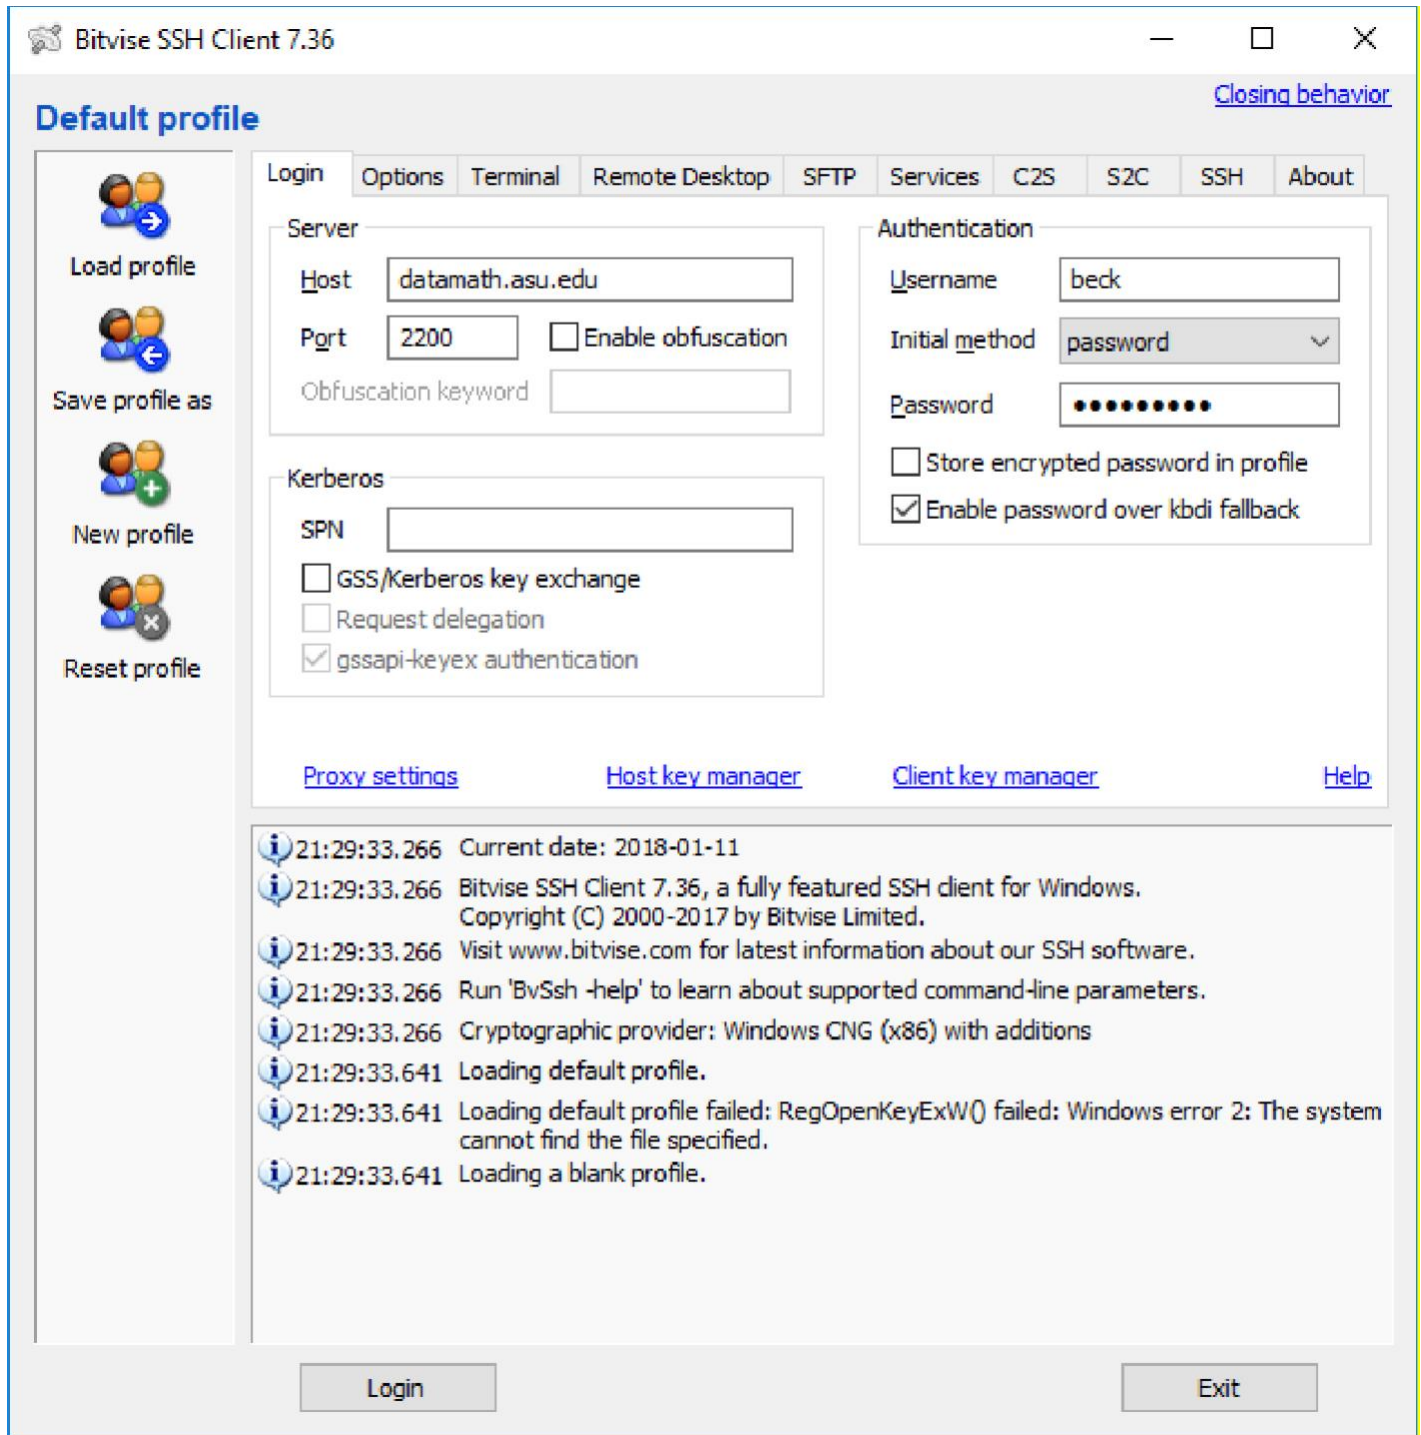 Bitvise SSH Client 7.36
Closing behavior
Default profile
Load profile
Save profile as
New profile
Reset profile
Login Options Terminal Remote Desktop SFTP Services C2S S2C SSH About
Server
Host datamath.asu.edu
Port 2200 Enable obfuscation
Obfuscation keyword
Kerberos
SPN
GSS/Kerberos key exchange
Request delegation
gssapi-keyex authentication
Authentication
Username beck
Initial method password
Password •••••••••
Store encrypted password in profile
Enable password over kbdi fallback
Proxy settings Host key manager Client key manager Help
21:29:33.266 Current date: 2018-01-11
21:29:33.266 Bitvise SSH Client 7.36, a fully featured SSH client for Windows.
Copyright (C) 2000-2017 by Bitvise Limited.
21:29:33.266 Visit www.bitvise.com for latest information about our SSH software.
21:29:33.266 Run 'BvSsh -help' to learn about supported command-line parameters.
21:29:33.266 Cryptographic provider: Windows CNG (x86) with additions
21:29:33.641 Loading default profile.
21:29:33.641 Loading default profile failed: RegOpenKeyExW() failed: Windows error 2: The system
cannot find the file specified.
21:29:33.641 Loading a blank profile.
Login Exit